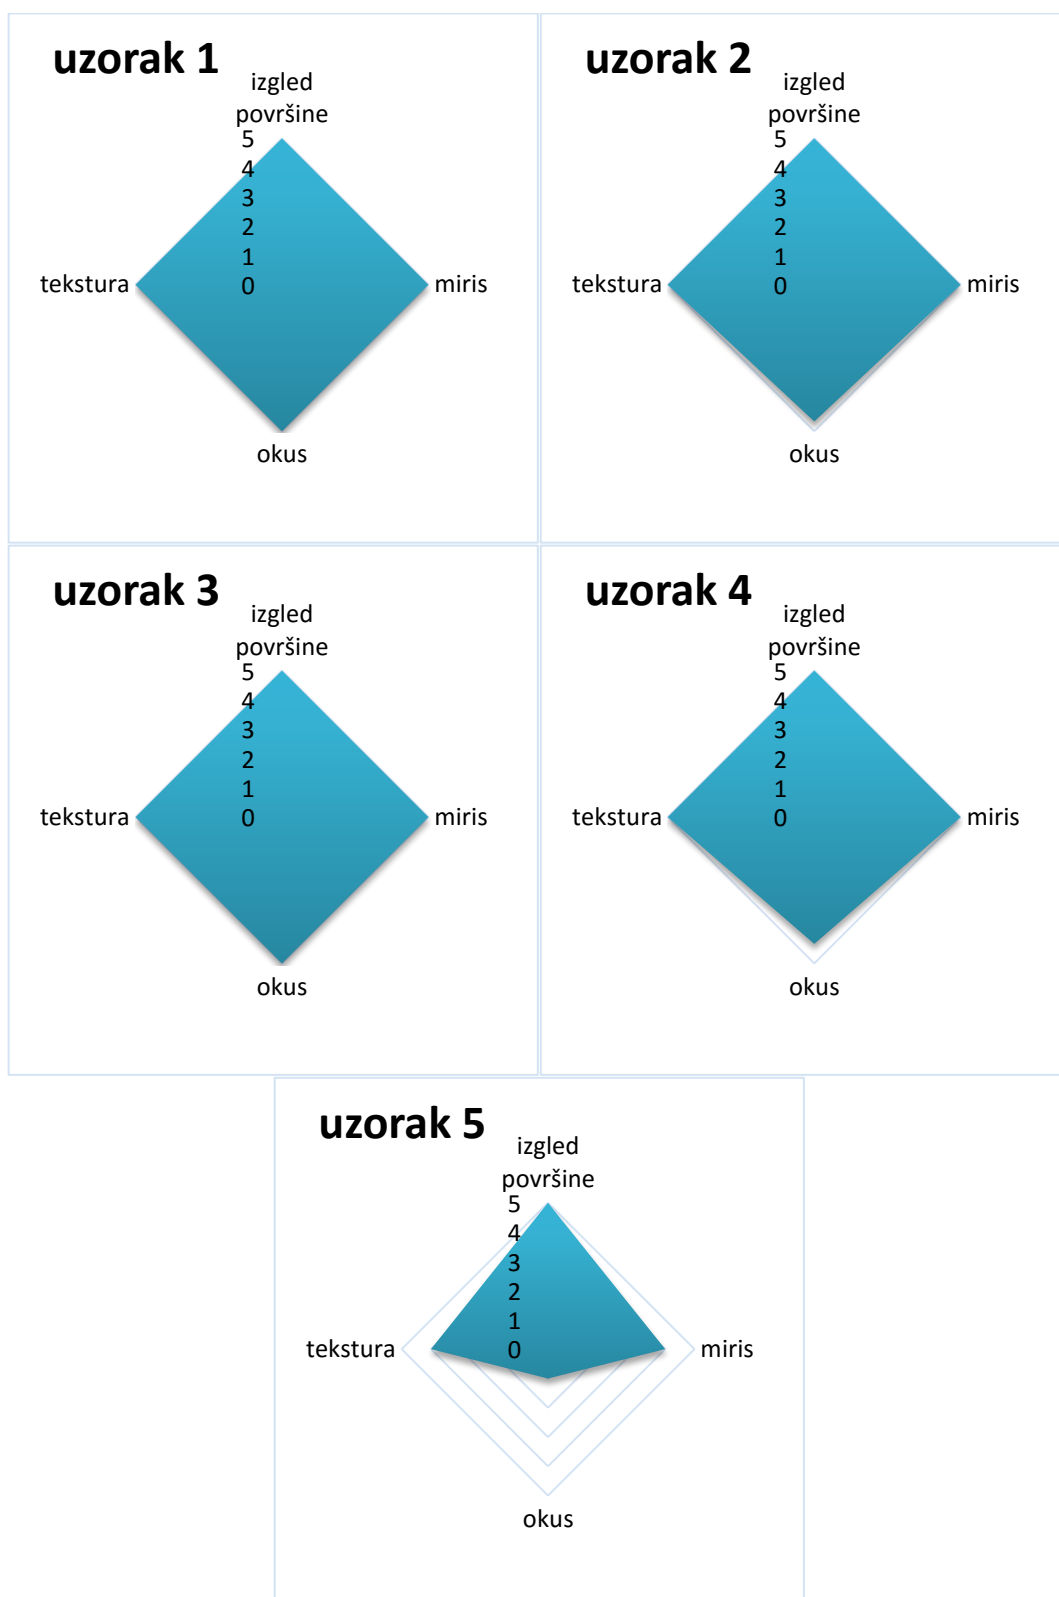 uzorak 1
izgled
površine
5
4
3
2
1
0
tekstura
miris
okus
uzorak 2
izgled
površine
5
4
3
2
1
0
tekstura
miris
okus
uzorak 3
izgled
površine
5
4
3
2
1
0
tekstura
miris
okus
uzorak 4
izgled
površine
5
4
3
2
1
0
tekstura
miris
okus
uzorak 5
izgled
površine
5
4
3
2
1
0
tekstura
miris
okus